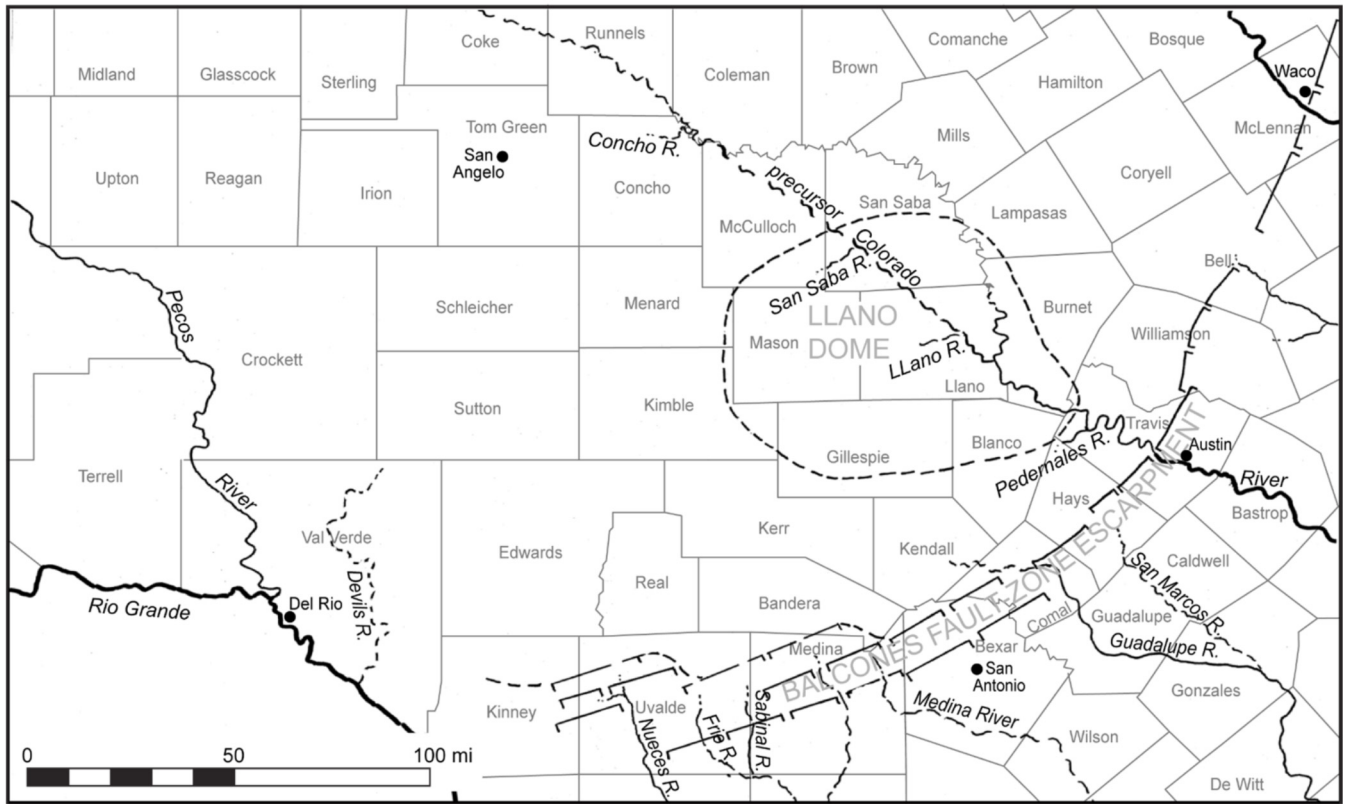 Midland
Glasscock
Sterling
Coke
Runnels
Coleman
Brown
Comanche
Bosque
Hamilton
Waco
McLennan
Mills
Coryell
Tom Green
San
Angelo
Concho R.
Upton
Reagan
Irion
Concho
precursor
McCulloch
San Saba
Lampasas
Colorado
San Saba R.
Bell
Pecos
Schleicher
Menard
LLANO
DOME
Burnet
Williamson
Crockett
Mason
LLano R.
Llano
Sutton
Kimble
Travis
Blanco
Gillespie
Pedernales R.
Austin
River
Terrell
River
Hays
Bastrop
Val Verde
Edwards
Kerr
Kendall
Caldwell
Real
Bandera
Devils R.
Rio Grande
Del Rio
San Marcos R.
Comal
Guadalupe
Guadalupe R.
BALCONES FAULT ZONE ESCARPMENT
Medina
Bexar
San
Antonio
Gonzales
Kinney
Uvalde
Nueces R.
Frio R.
Sabinal R.
Medina River
Wilson
De Witt
0 50 100 mi